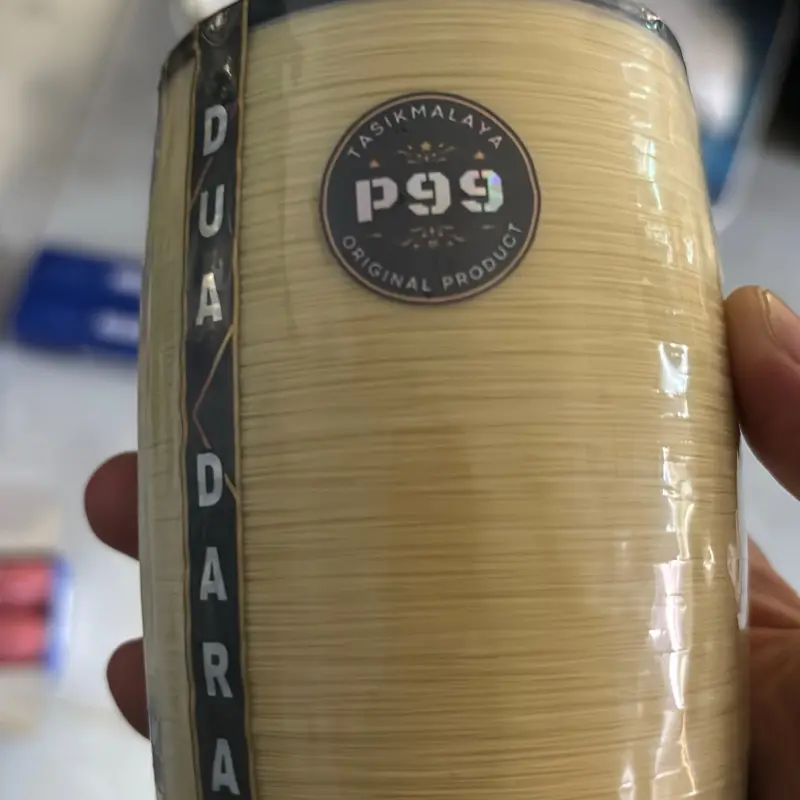 DUA DARA
TASIKMALAYA
P99
ORIGINAL PRODUCT